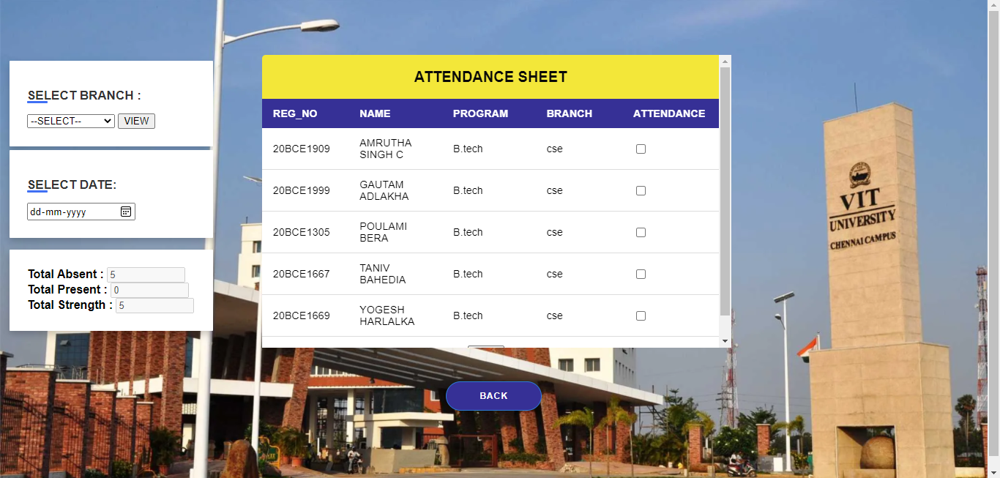 SELECT BRANCH :
--SELECT-- VIEW
SELECT DATE:
dd-mm-yyyy
Total Absent : 5
Total Present : 0
Total Strength : 5
ATTENDANCE SHEET
REG_NO NAME PROGRAM BRANCH ATTENDANCE
20BCE1909 AMRUTHA SINGH C B.tech cse
20BCE1999 GAUTAM ADLAKHA B.tech cse
20BCE1305 POULAMI BERA B.tech cse
20BCE1667 TANIV BAHEDIA B.tech cse
20BCE1669 YOGESH HARLALKA B.tech cse
BACK
VIT
UNIVERSITY
CHENNAI CAMPUS